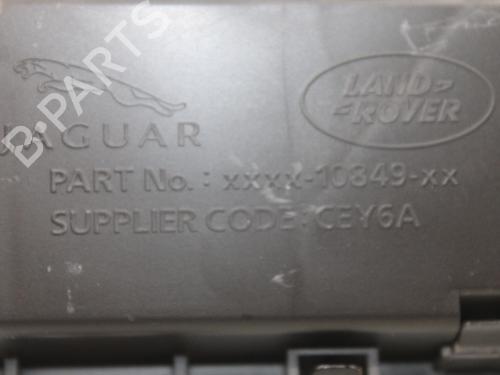 B-PARTS
JAGUAR
LAND
ROVER
PART No.: xxxx-10849-xx
SUPPLIER CODE: CEY6A